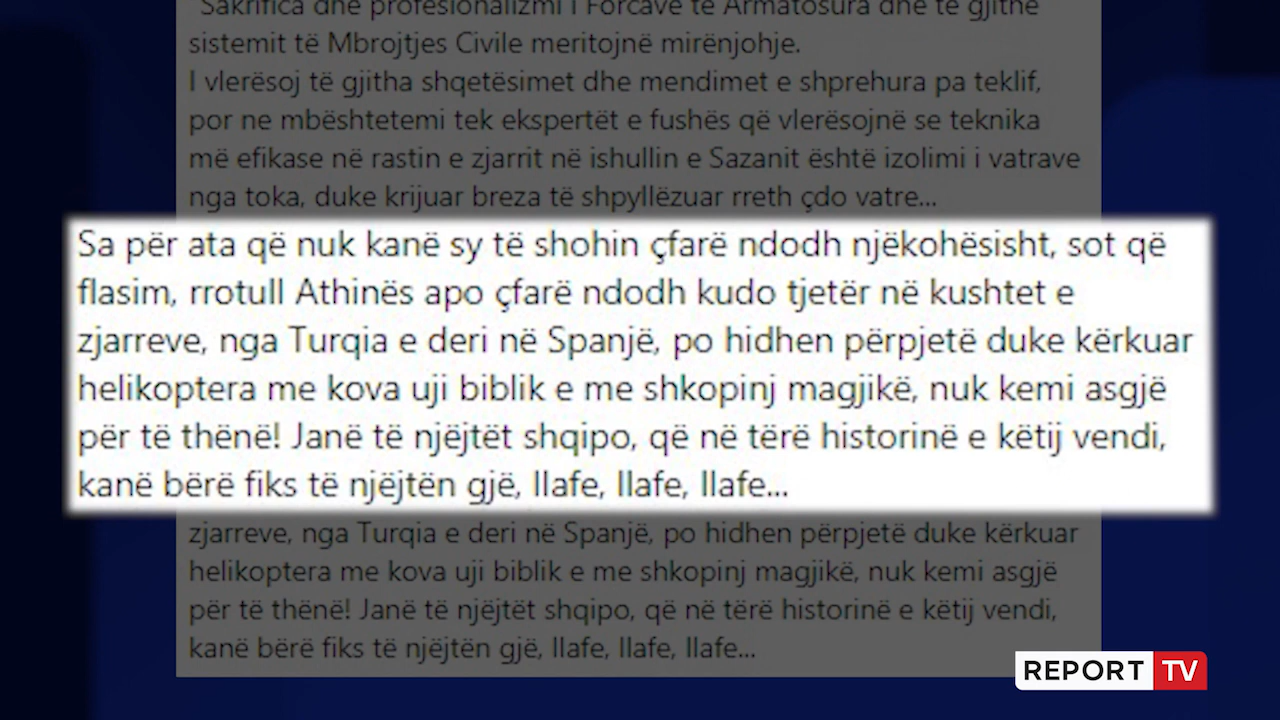 "Sakrifica dhe profesionalizmi i Forcave të Armatosura dhe të gjithë
sistemit të Mbrojtjes Civile meritojnë mirënjohje.
I vlerësoj të gjitha shqetësimet dhe mendimet e shprehura pa teklif,
por ne mbështetemi tek ekspertët e fushës që vlerësojnë se teknika
më efikase në rastin e zjarrit në ishullin e Sazanit është izolimi i vatrave
nga toka, duke krijuar breza të shpyllëzuar rreth çdo vatre...
Sa për ata që nuk kanë sy të shohin çfarë ndodh njëkohësisht, sot që
flasim, rrotull Athinës apo çfarë ndodh kudo tjetër në kushtet e
zjarreve, nga Turqia e deri në Spanjë, po hidhen përpjetë duke kërkuar
helikoptera me kova uji biblik e me shkopinj magjikë, nuk kemi asgjë
për të thënë! Janë të njëjtët shqipo, që në tërë historinë e këtij vendi,
kanë bërë fiks të njëjtën gjë, llafe, llafe, llafe...
zjarreve, nga Turqia e deri në Spanjë, po hidhen përpjetë duke kërkuar
helikoptera me kova uji biblik e me shkopinj magjikë, nuk kemi asgjë
për të thënë! Janë të njëjtët shqipo, që në tërë historinë e këtij vendi,
kanë bërë fiks të njëjtën gjë, llafe, llafe, llafe...
REPORT TV